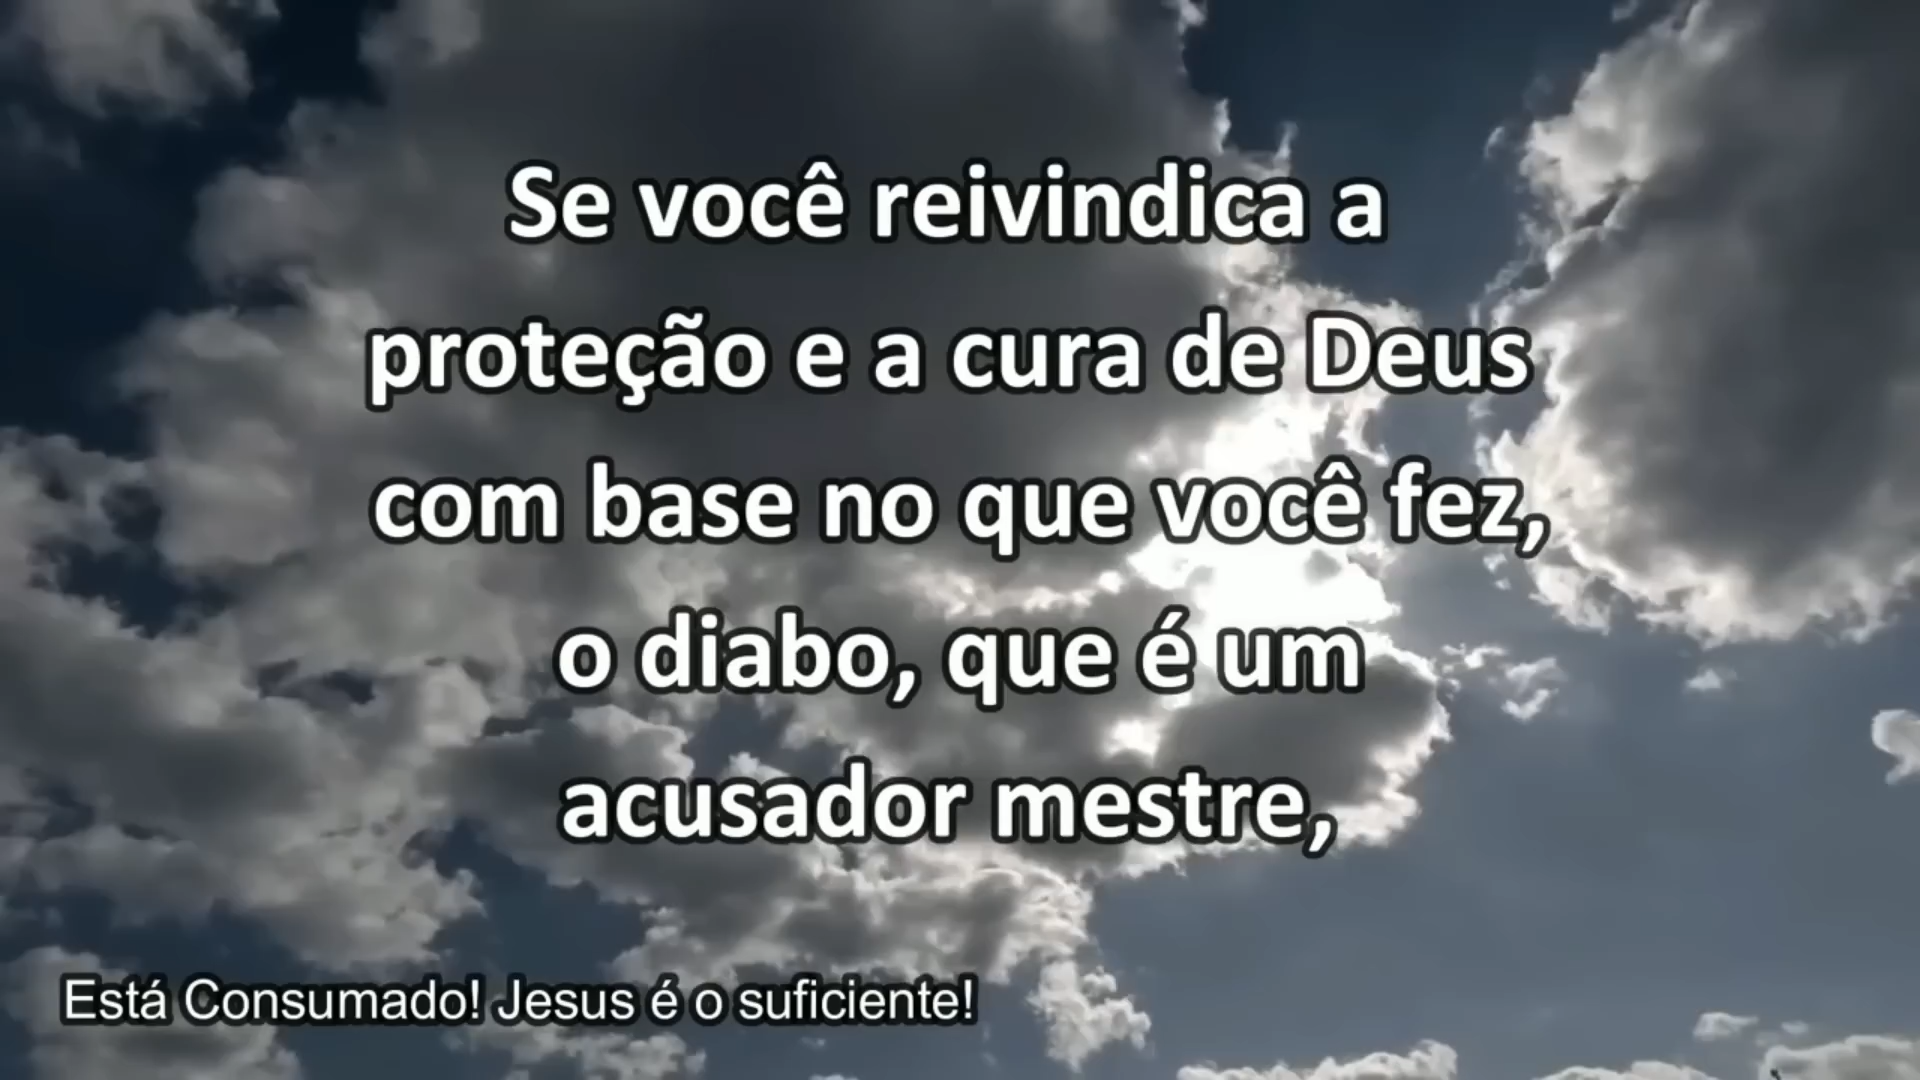 Se você reivindica a
proteção e a cura de Deus
com base no que você fez,
o diabo, que é um
acusador mestre,
Está Consumado! Jesus é o suficiente!